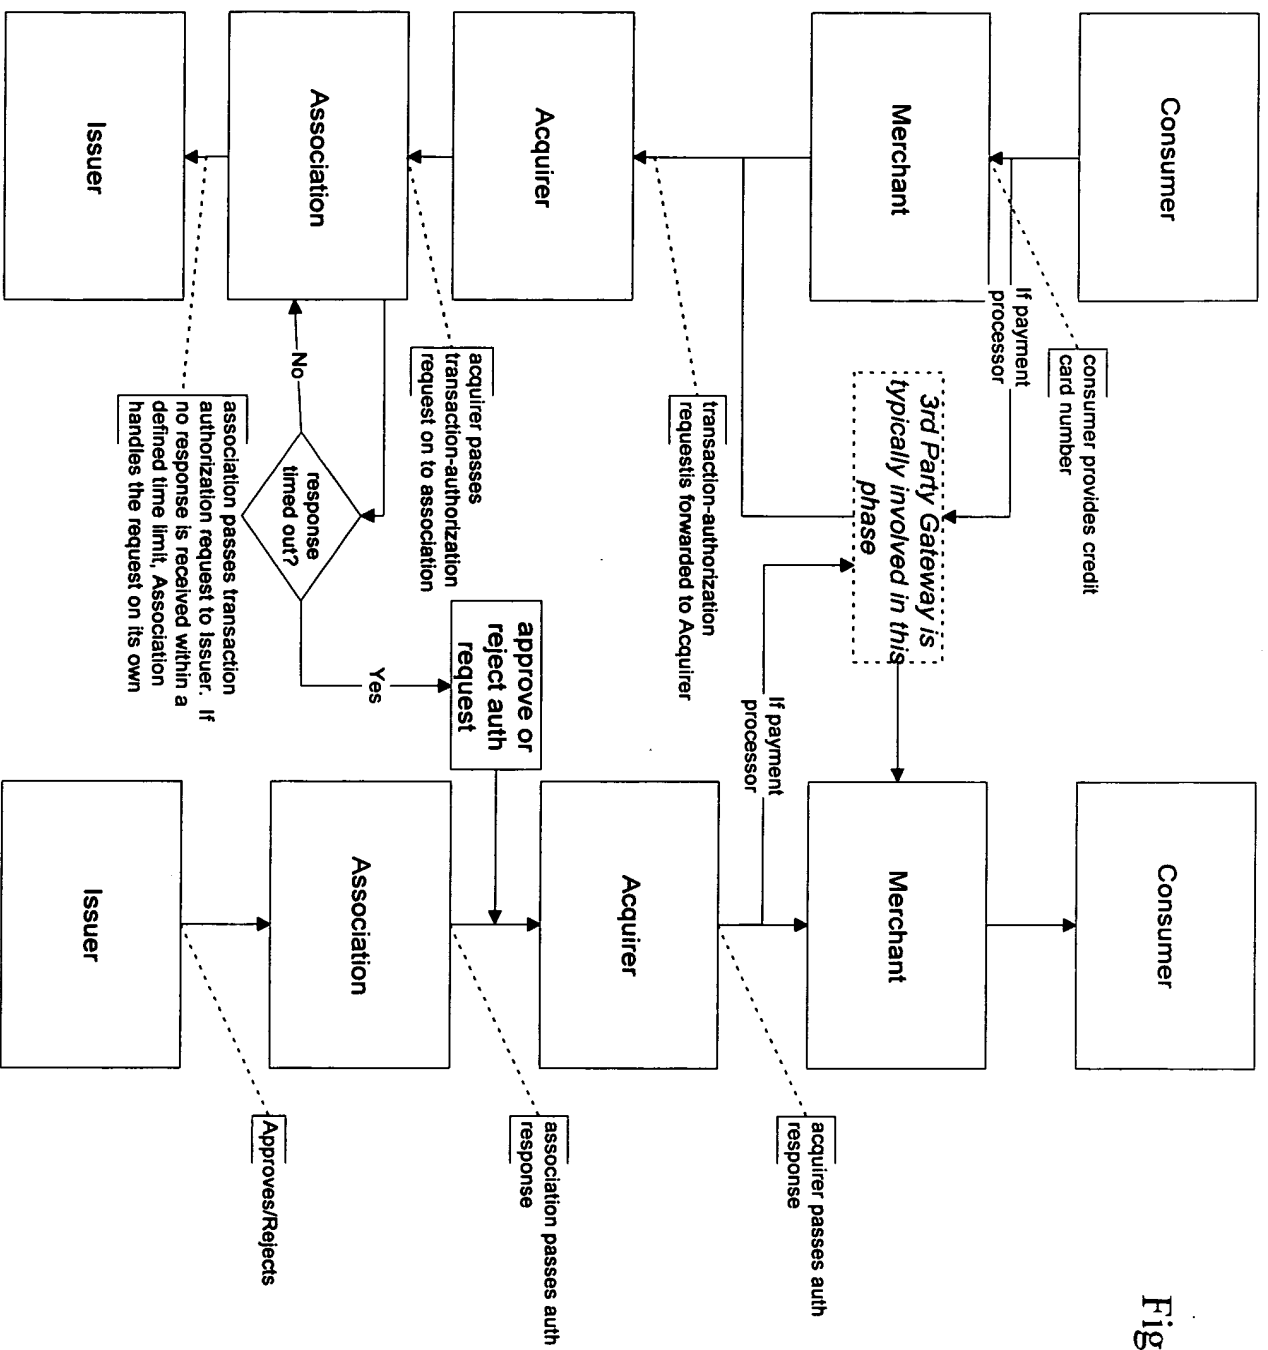 Consumer
consumer provides credit
card number
If payment
processor
Merchant
3rd Party Gateway is
typically involved in this
phase
transaction-authorization
requestis forwarded to Acquirer
Acquirer
acquirer passes
transaction-authorization
request on to association
Association
No
response
timed out?
Yes
approve or
reject auth
request
association passes transaction
authorization request to Issuer. If
no response is received within a
defined time limit, Association
handles the request on its own
Issuer
Consumer
Merchant
If payment
processor
acquirer passes auth
response
Acquirer
association passes auth
response
Association
Approves/Rejects
Issuer
Fig